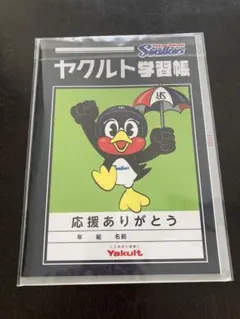 Swallows
ヤクルト学習帳
YS
応援ありがとう
年 組 名前
Yakult